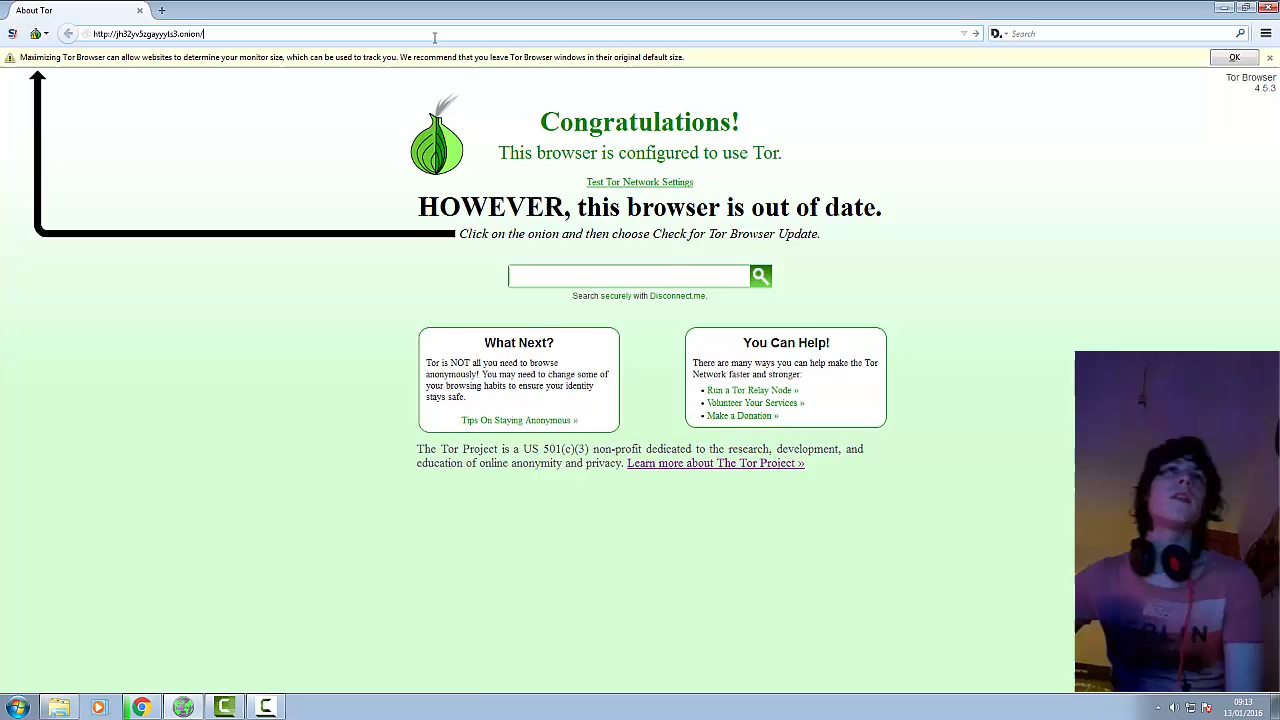 About Tor
http://jh32yv5zgayyyts3.onion/
Search
Maximizing Tor Browser can allow websites to determine your monitor size, which can be used to track you. We recommend that you leave Tor Browser windows in their original default size.
OK
Tor Browser
4.5.3
Congratulations!
This browser is configured to use Tor.
Test Tor Network Settings
HOWEVER, this browser is out of date.
Click on the onion and then choose Check for Tor Browser Update.
Search securely with Disconnect.me.
What Next?
Tor is NOT all you need to browse
anonymously! You may need to change some of
your browsing habits to ensure your identity
stays safe.
Tips On Staying Anonymous »
You Can Help!
There are many ways you can help make the Tor
Network faster and stronger:
• Run a Tor Relay Node »
• Volunteer Your Services »
• Make a Donation »
The Tor Project is a US 501(c)(3) non-profit dedicated to the research, development, and
education of online anonymity and privacy. Learn more about The Tor Project »
09:13
13/01/2016